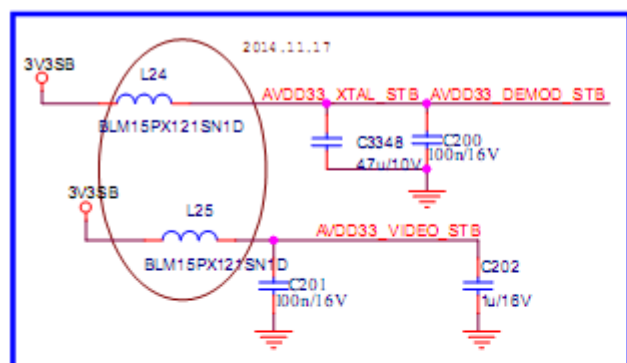 2014.11.17
3V3SB
L24
AVDD33_XTAL_STB
AVDD33_DEMOD_STB
BLM15PX121SN1D
C3348
47u/10V
C200
100n/16V
3V3SB
L25
AVDD33_VIDEO_STB
BLM15PX121SN1D
C201
100n/16V
C202
1u/16V